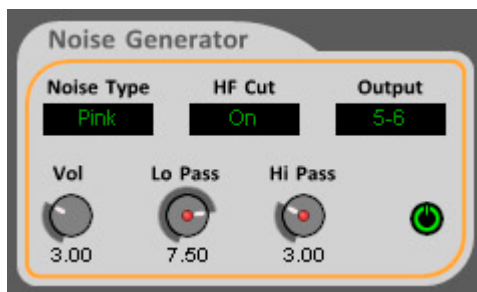 Noise Generator
Noise Type HF Cut Output
Pink On 5-6
Vol Lo Pass Hi Pass
3.00 7.50 3.00